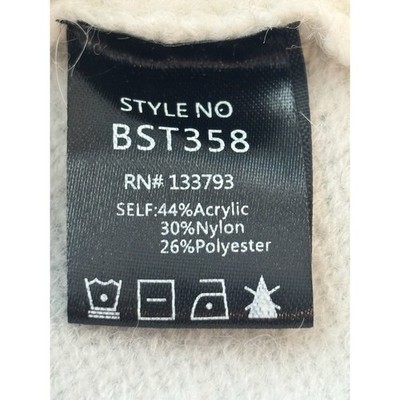 STYLE NO
BST358
RN# 133793
SELF:44%Acrylic
30%Nylon
26%Polyester